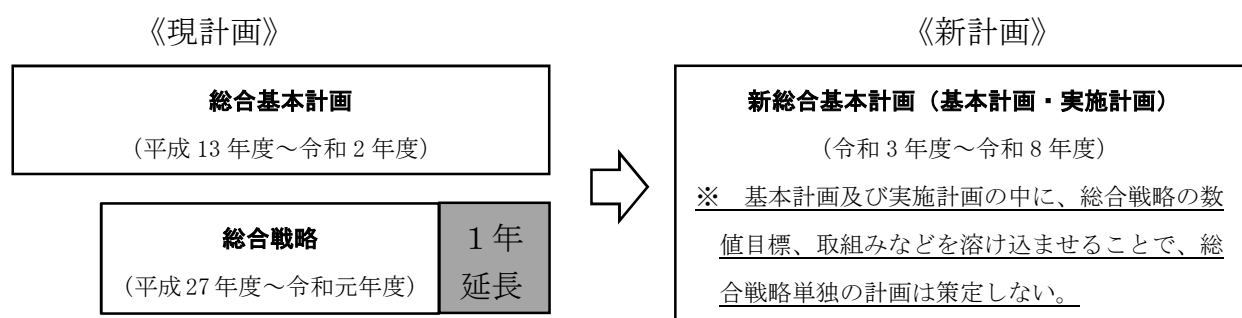 《現計画》
総合基本計画
（平成 13 年度～令和 2 年度）
総合戦略
（平成 27 年度～令和元年度）
１年
延長
《新計画》
新総合基本計画（基本計画・実施計画）
（令和 3 年度～令和 8 年度）
※　基本計画及び実施計画の中に、総合戦略の数
値目標、取組みなどを溶け込ませることで、総
合戦略単独の計画は策定しない。